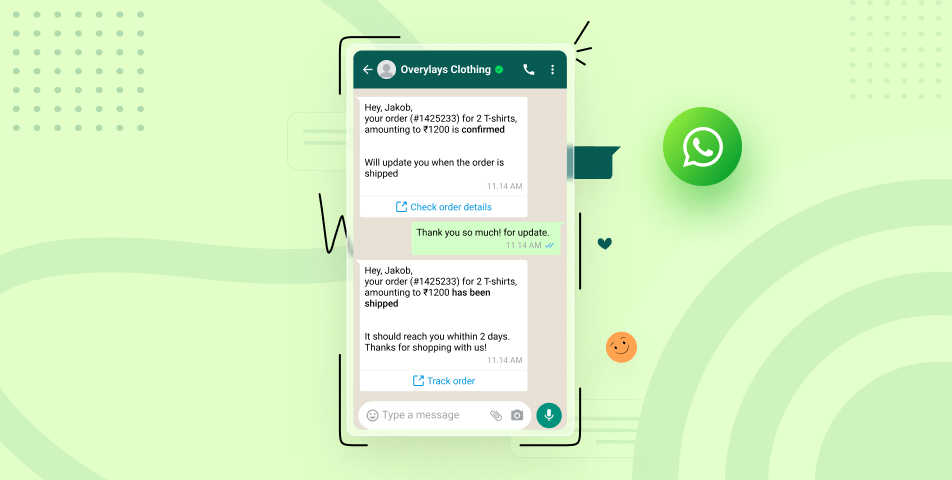 Overylays Clothing
Hey, Jakob,
your order (#1425233) for 2 T-shirts,
amounting to ₹1200 is confirmed
Will update you when the order is
shipped
11.14 AM
Check order details
Thank you so much! for update.
11.14 AM
Hey, Jakob,
your order (#1425233) for 2 T-shirts,
amounting to ₹1200 has been
shipped
It should reach you whithin 2 days.
Thanks for shopping with us!
11.14 AM
Track order
Type a message